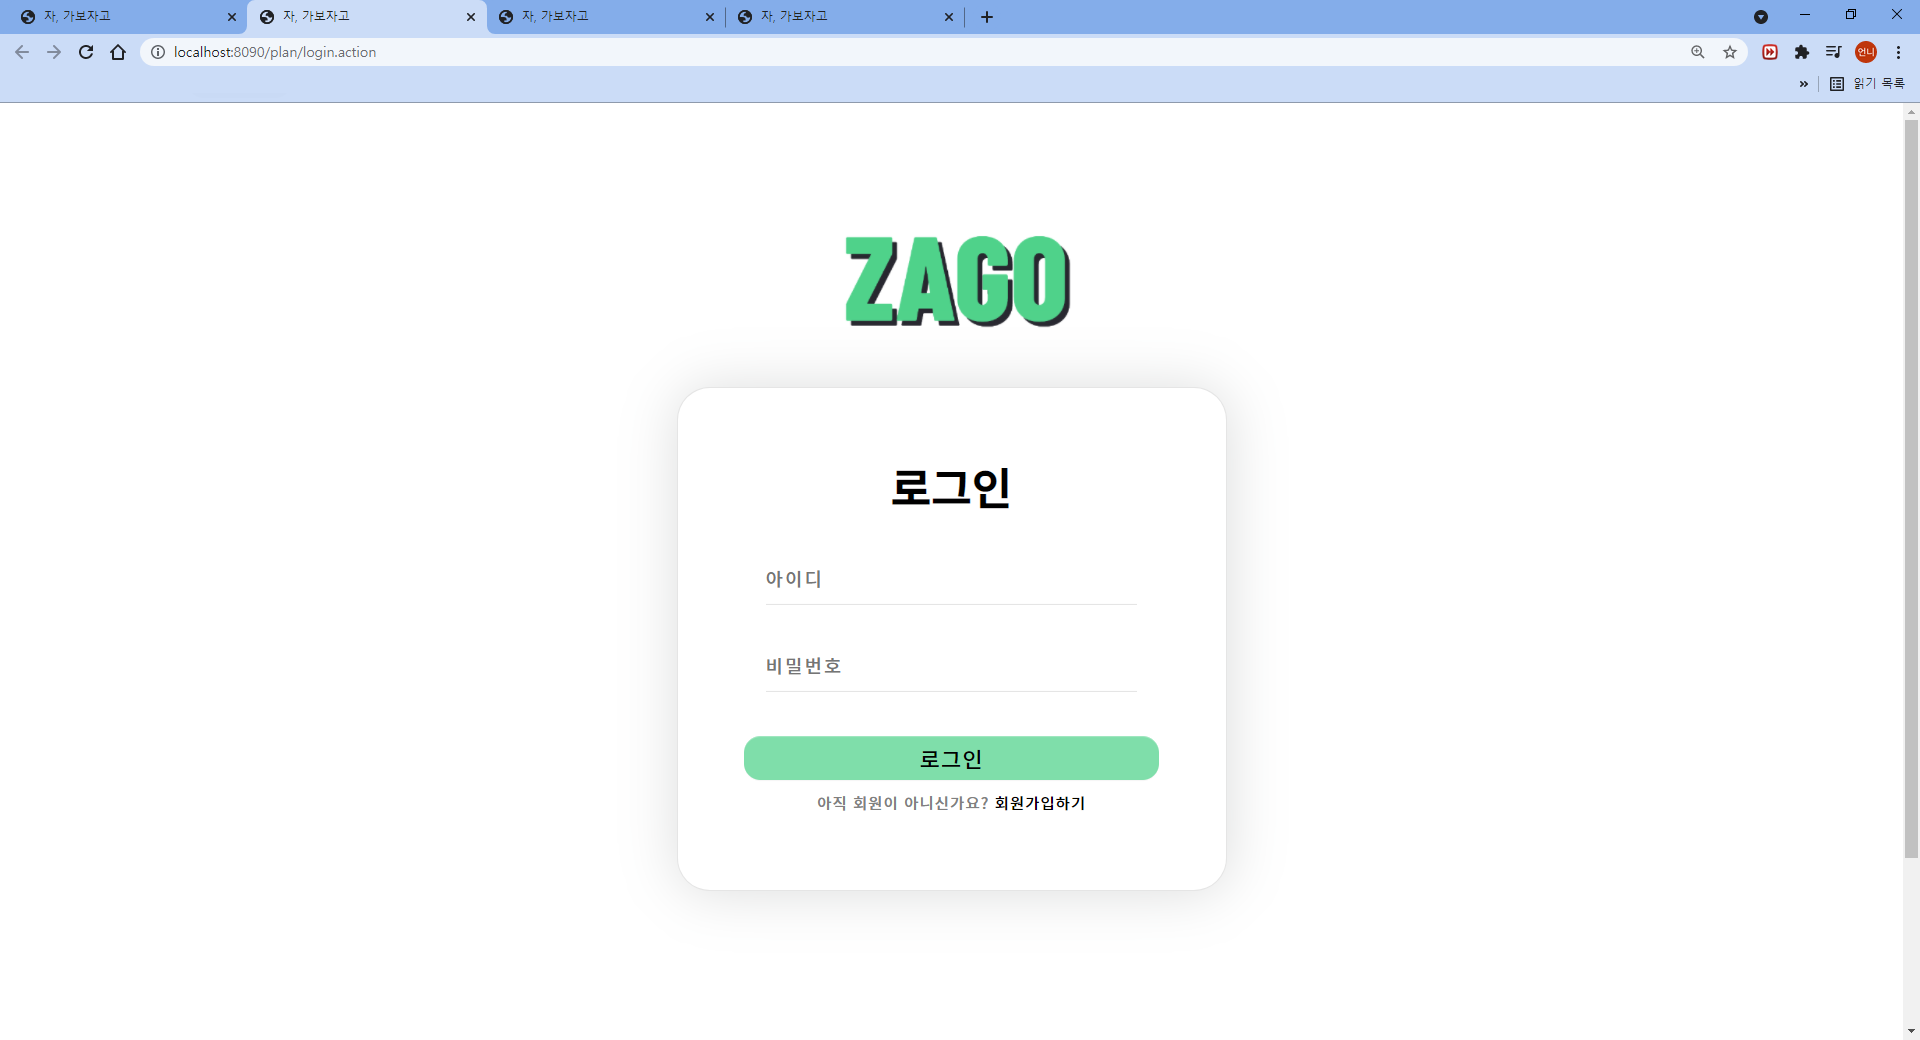 자, 가보자고
자, 가보자고
자, 가보자고
자, 가보자고
localhost:8090/plan/login.action
언니
» 읽기 목록
ZAGO
로그인
아이디
비밀번호
로그인
아직 회원이 아니신가요? 회원가입하기